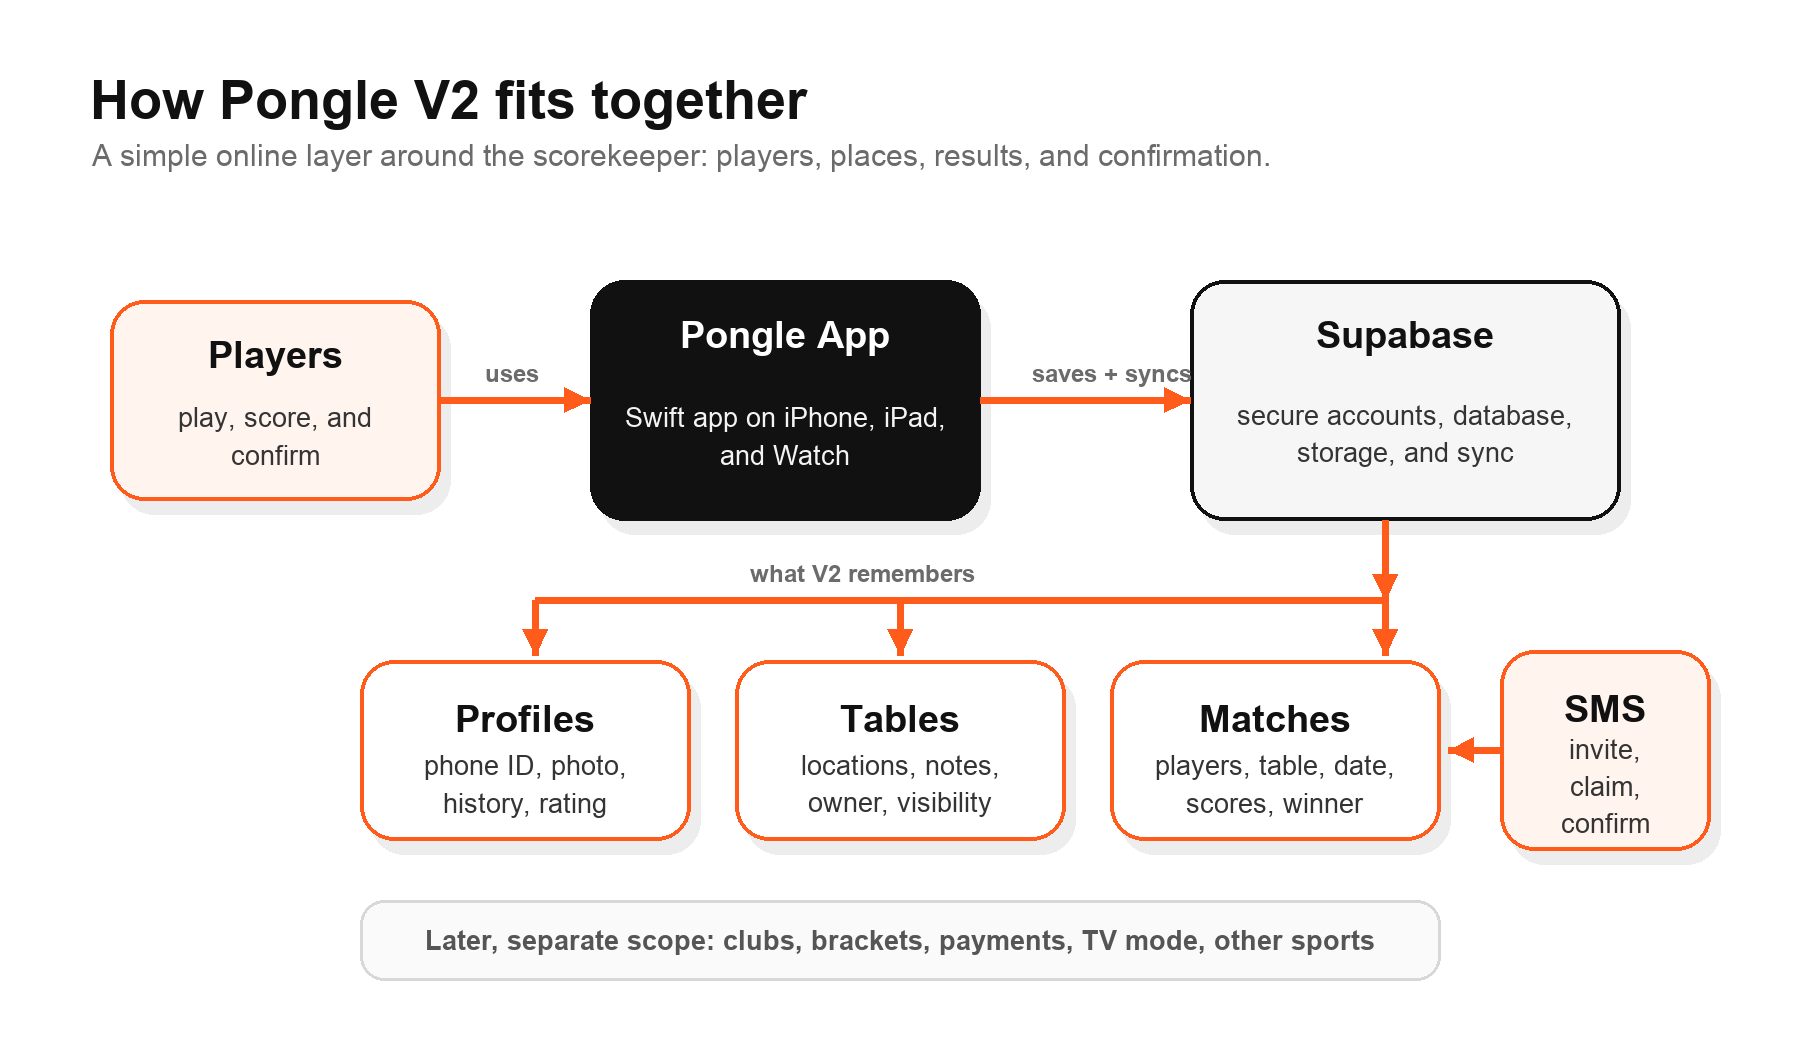 How Pongle V2 fits together
A simple online layer around the scorekeeper: players, places, results, and confirmation.
Players
play, score, and
confirm
uses
Pongle App
Swift app on iPhone, iPad,
and Watch
saves + syncs
Supabase
secure accounts, database,
storage, and sync
what V2 remembers
Profiles
phone ID, photo,
history, rating
Tables
locations, notes,
owner, visibility
Matches
players, table, date,
scores, winner
SMS
invite,
claim,
confirm
Later, separate scope: clubs, brackets, payments, TV mode, other sports